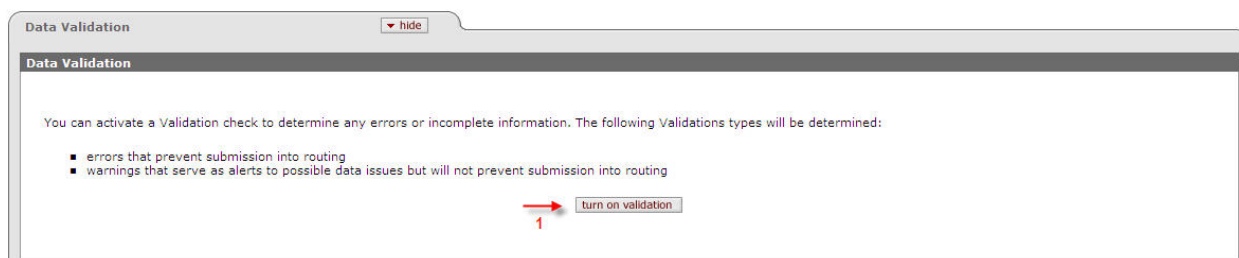 Data Validation
hide
Data Validation
You can activate a Validation check to determine any errors or incomplete information. The following Validations types will be determined:
errors that prevent submission into routing
warnings that serve as alerts to possible data issues but will not prevent submission into routing
turn on validation
1